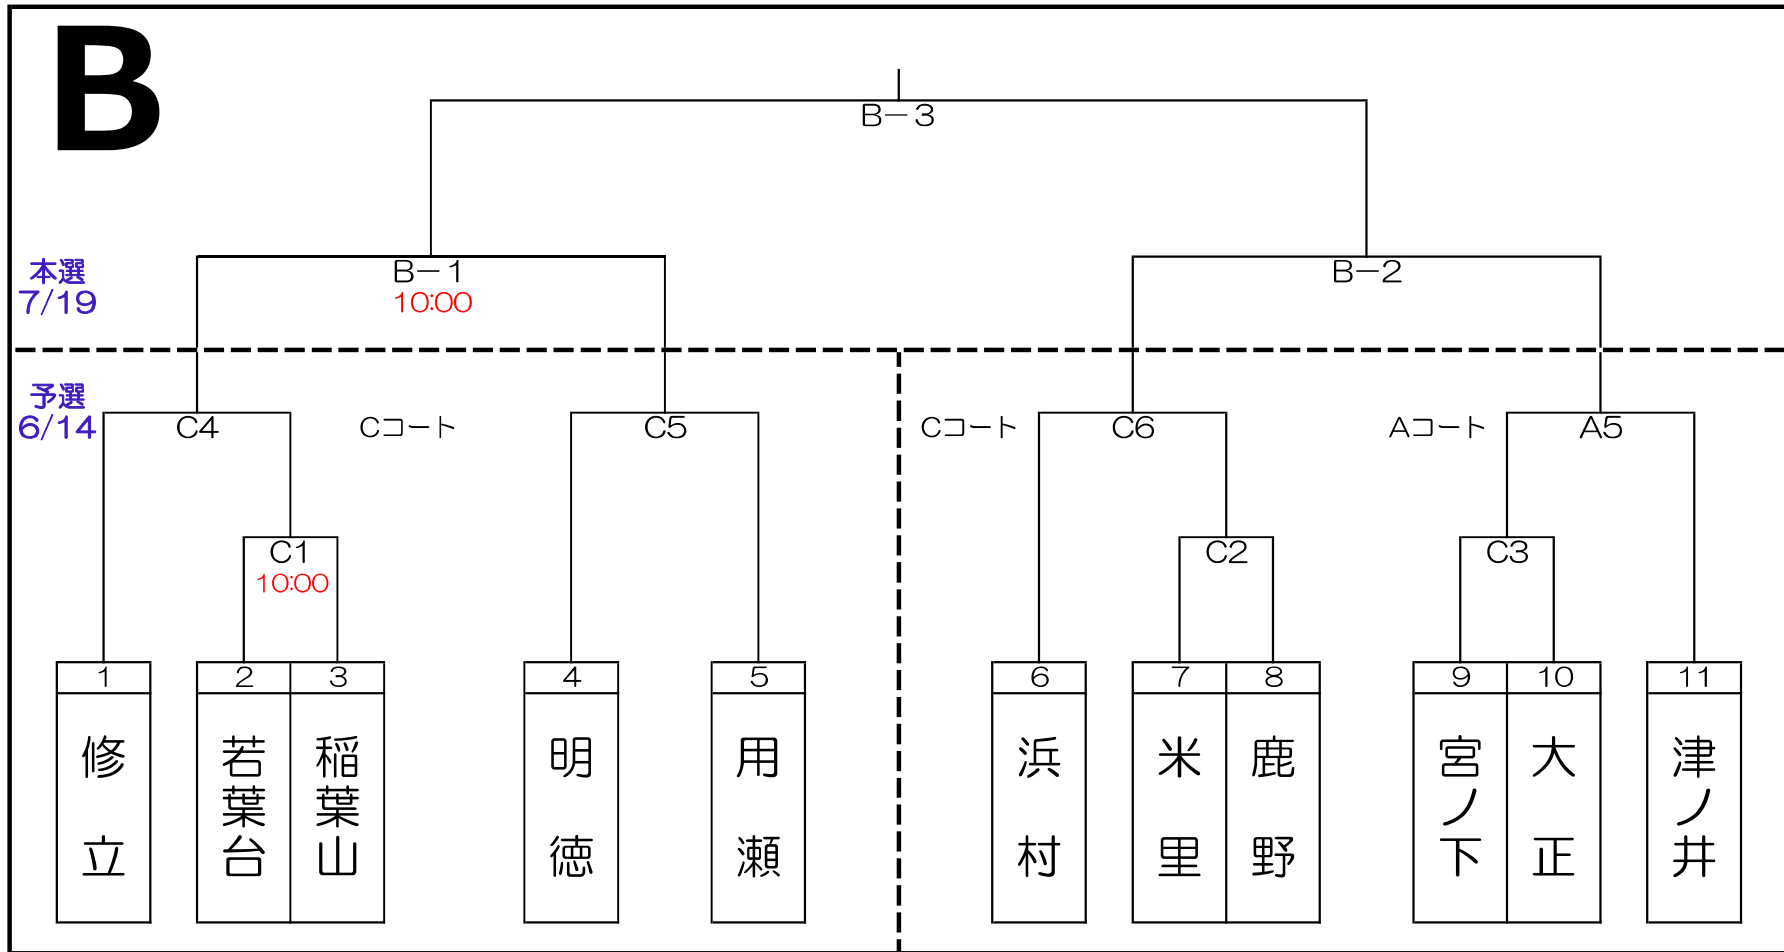 B
B-3
本選
7/19
B-1
10:00
B-2
予選
6/14
C4
Cコート
C5
Cコート
C6
Aコート
A5
C1
10:00
C2
C3
1
2
3
4
5
6
7
8
9
10
11
修立
若葉台
稲葉山
明徳
用瀬
浜村
米里
鹿野
宮ノ下
大正
津ノ井